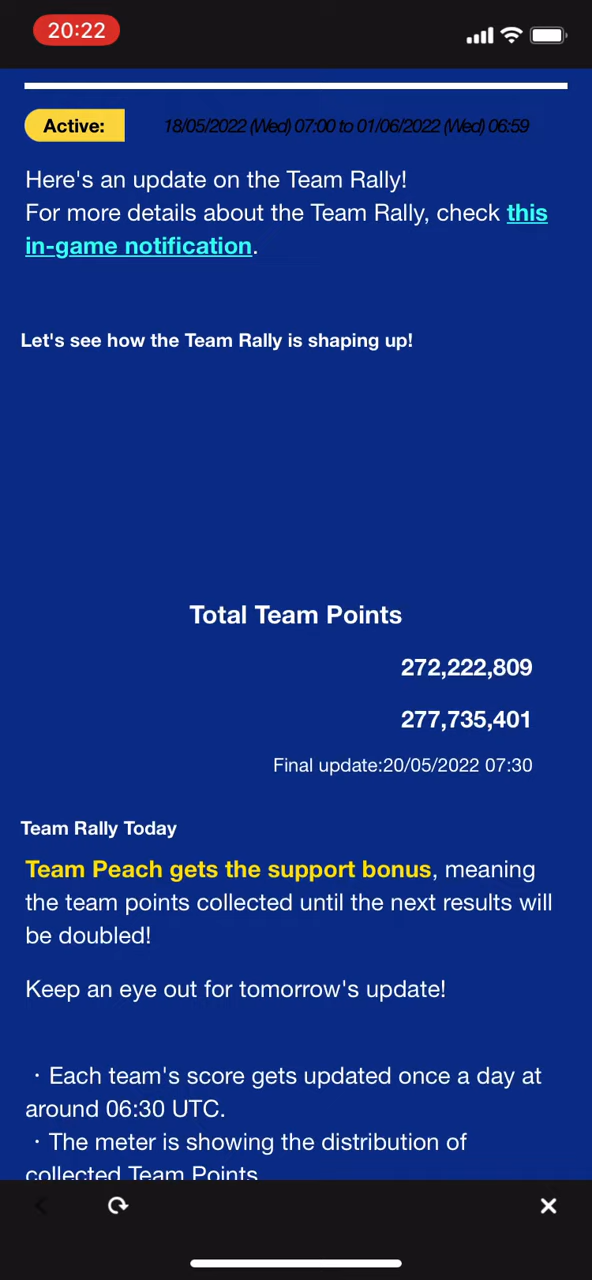 20:22
Active: 18/05/2022 (Wed) 07:00 to 01/06/2022 (Wed) 06:59
Here's an update on the Team Rally!
For more details about the Team Rally, check this
in-game notification.
Let's see how the Team Rally is shaping up!
Total Team Points
272,222,809
277,735,401
Final update:20/05/2022 07:30
Team Rally Today
Team Peach gets the support bonus, meaning
the team points collected until the next results will
be doubled!
Keep an eye out for tomorrow's update!
・Each team's score gets updated once a day at
around 06:30 UTC.
・The meter is showing the distribution of
collected Team Points